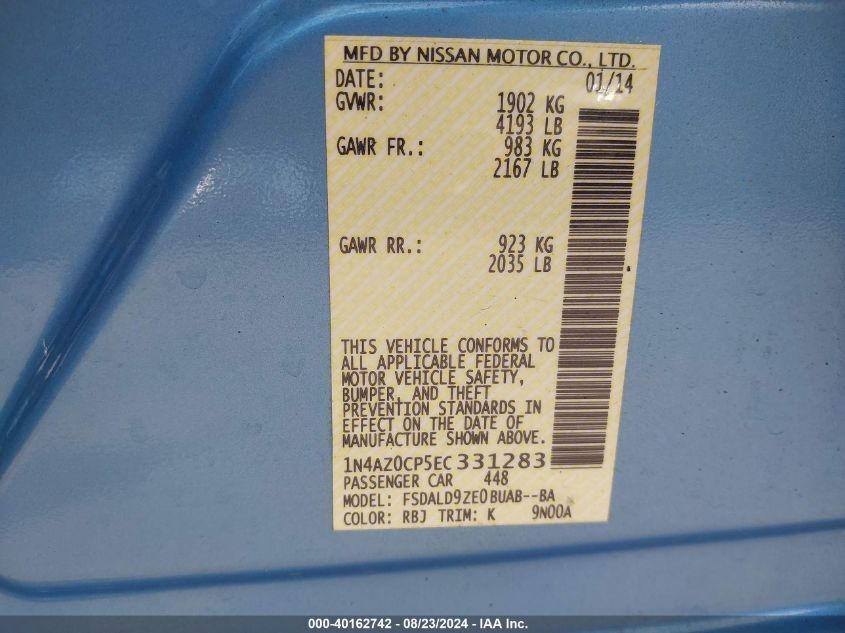 MFD BY NISSAN MOTOR CO., LTD.
DATE: 01/14
GVWR: 1902 KG
4193 LB
GAWR FR.: 983 KG
2167 LB
GAWR RR.: 923 KG
2035 LB
THIS VEHICLE CONFORMS TO
ALL APPLICABLE FEDERAL
MOTOR VEHICLE SAFETY,
BUMPER, AND THEFT
PREVENTION STANDARDS IN
EFFECT ON THE DATE OF
MANUFACTURE SHOWN ABOVE.
1N4AZ0CP5EC331283
PASSENGER CAR 448
MODEL: FSDALD9ZE0BUAB--BA
COLOR: RBJ TRIM: K 9N00A
000-40162742 - 08/23/2024 - IAA Inc.